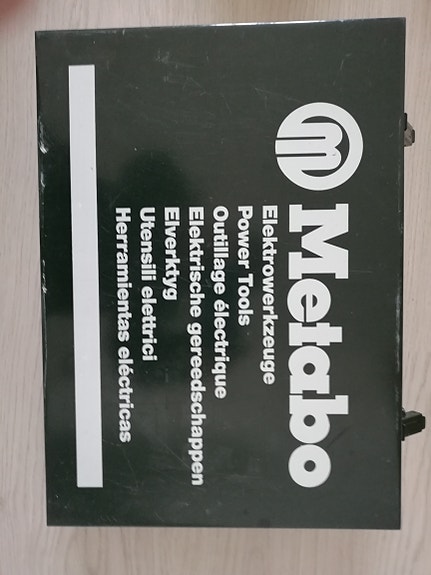 Metabo
Elektrowerkzeuge
Power Tools
Outillage électrique
Elektrische gereedschappen
Elverktyg
Utensili elettrici
Herramientas eléctricas